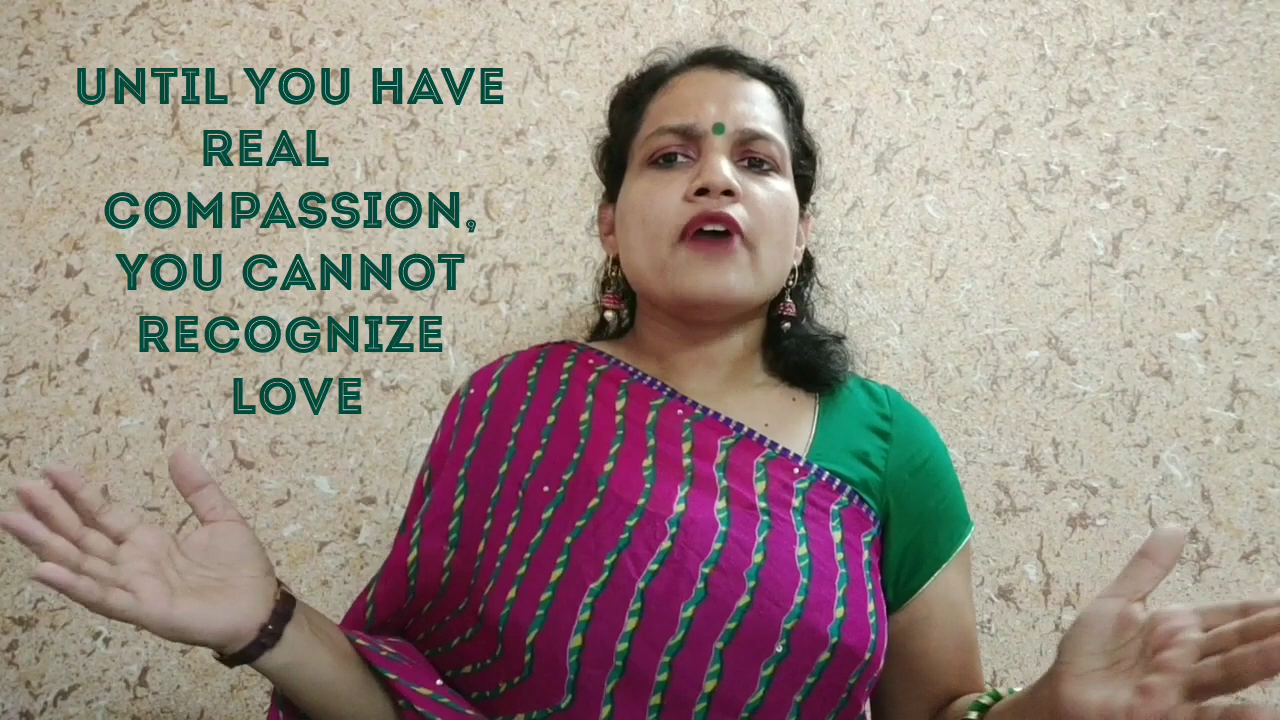 UNTIL YOU HAVE
REAL
COMPASSION,
YOU CANNOT
RECOGNIZE
LOVE